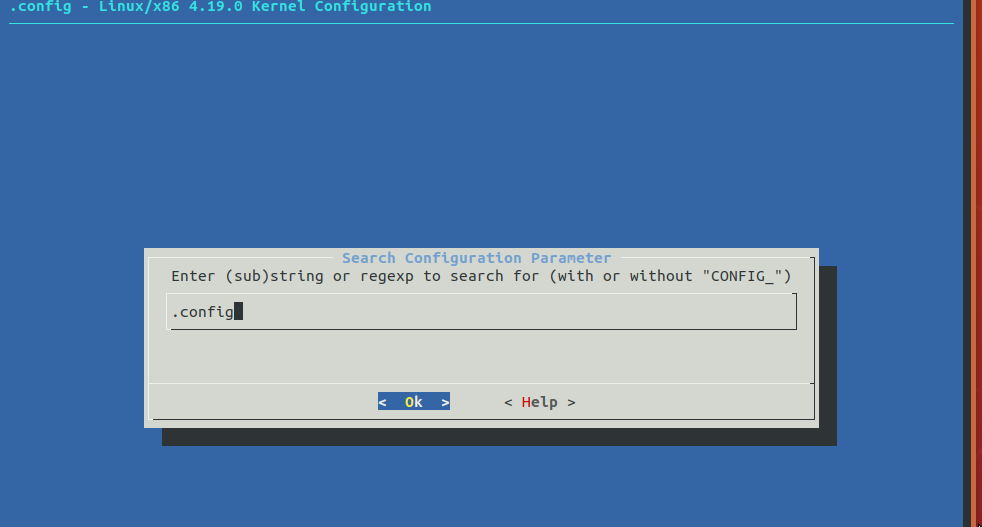 .config - Linux/x86 4.19.0 Kernel Configuration
Search Configuration Parameter
Enter (sub)string or regexp to search for (with or without "CONFIG_")
.config
<  Ok  > < Help >